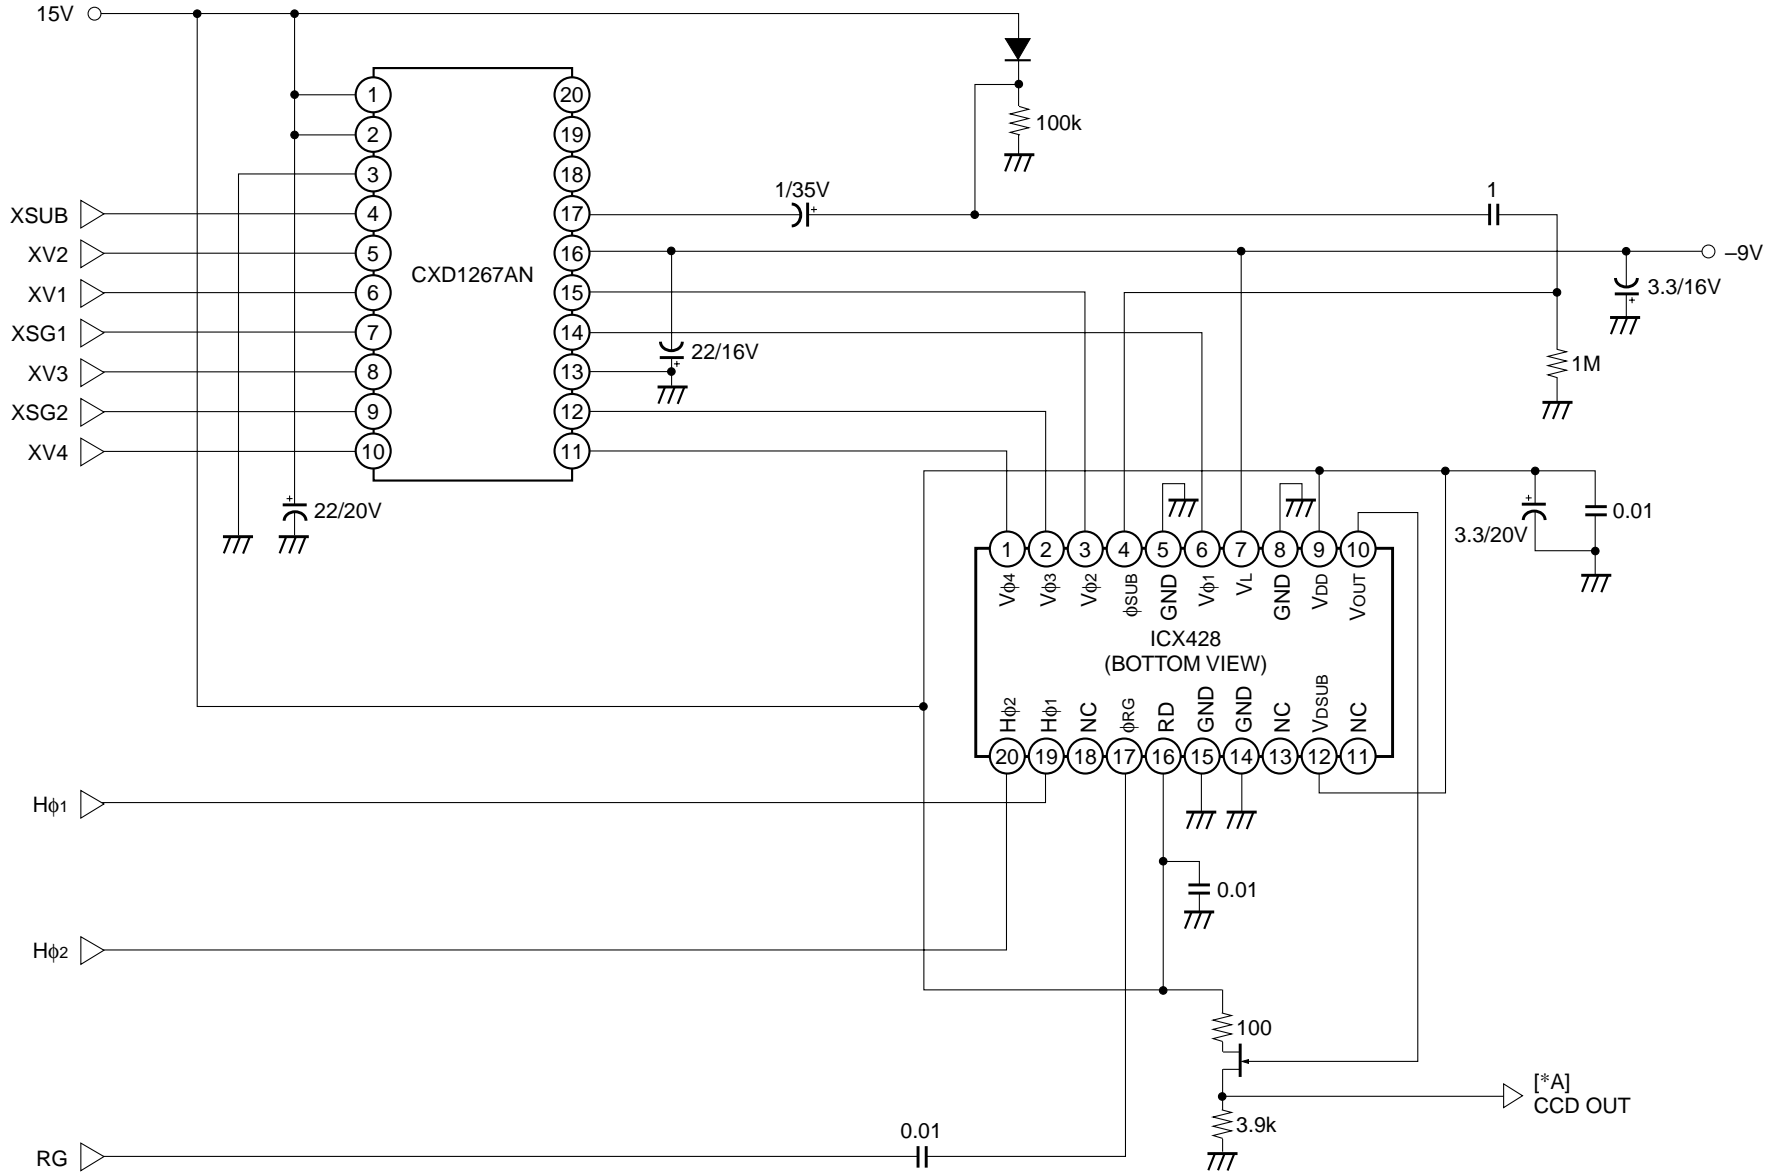 15V
1
20
2
19
100k
3
18
XSUB
4
17
1/35V
+
1
XV2
5
16
–9V
CXD1267AN
XV1
6
15
3.3/16V
+
XSG1
7
14
22/16V
+
1M
XV3
8
13
XSG2
9
12
XV4
10
11
+
22/20V
+
3.3/20V
0.01
1
2
3
4
5
6
7
8
9
10
Vϕ4
Vϕ3
Vϕ2
ϕSUB
GND
Vϕ1
VL
GND
VDD
VOUT
ICX428
(BOTTOM VIEW)
Hϕ2
Hϕ1
NC
ϕRG
RD
GND
GND
NC
VDSUB
NC
20
19
18
17
16
15
14
13
12
11
Hϕ1
0.01
Hϕ2
100
[*A]
CCD OUT
3.9k
0.01
RG